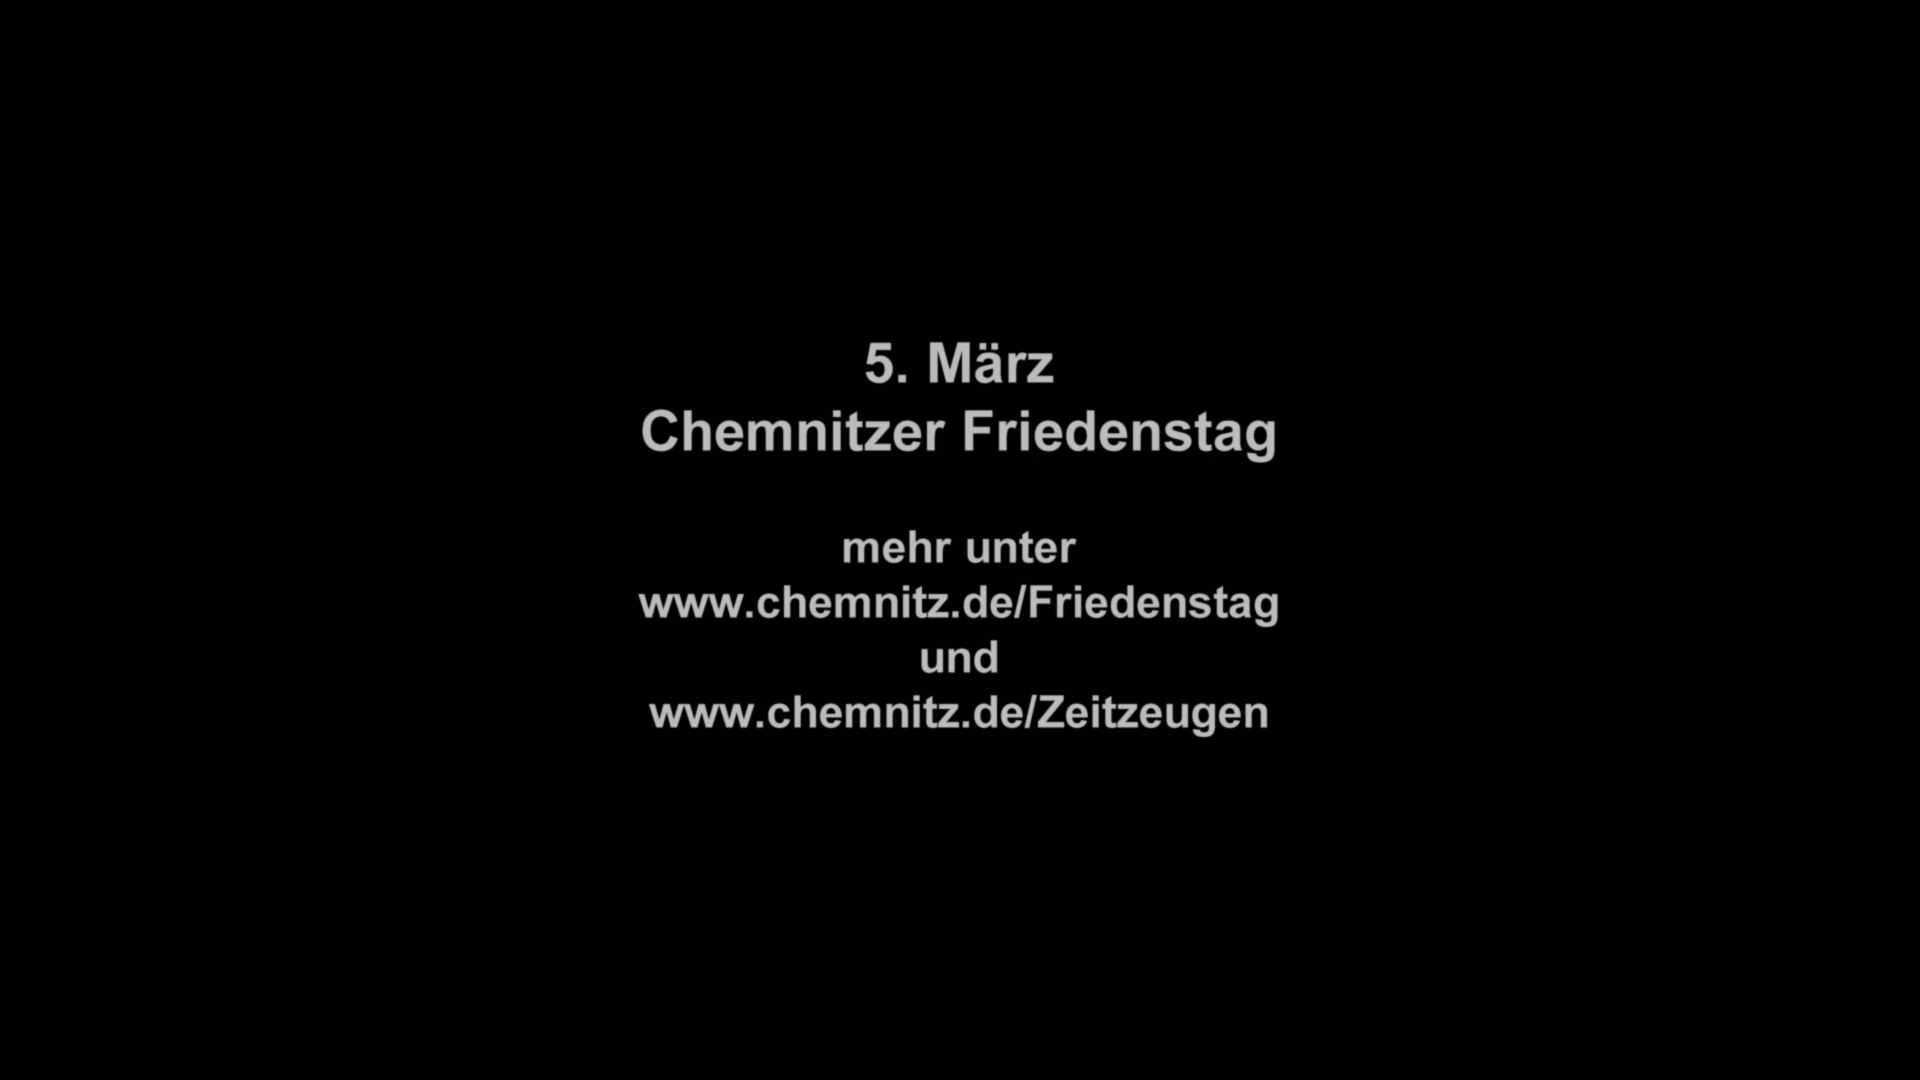 5. März
Chemnitzer Friedenstag
mehr unter
www.chemnitz.de/Friedenstag
und
www.chemnitz.de/Zeitzeugen